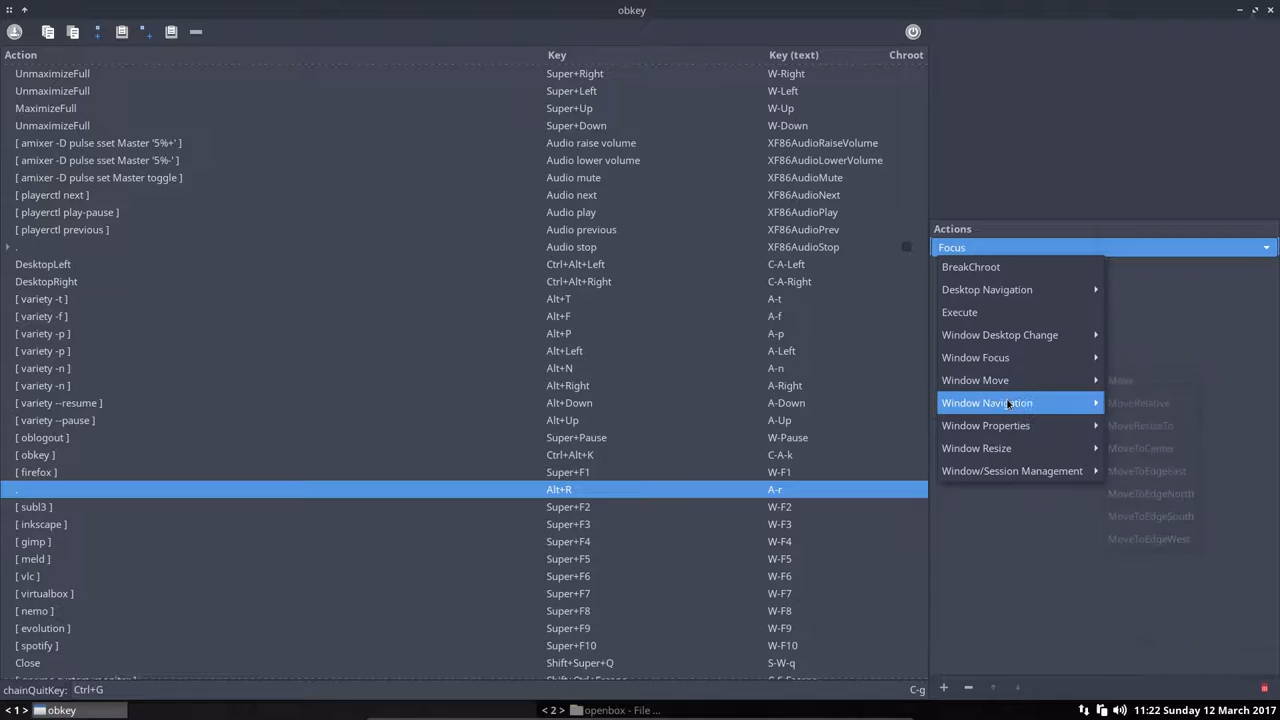 obkey
Action Key Key (text) Chroot
UnmaximizeFull Super+Right W-Right
UnmaximizeFull Super+Left W-Left
MaximizeFull Super+Up W-Up
UnmaximizeFull Super+Down W-Down
[ amixer -D pulse sset Master '5%+' ] Audio raise volume XF86AudioRaiseVolume
[ amixer -D pulse sset Master '5%-' ] Audio lower volume XF86AudioLowerVolume
[ amixer -D pulse set Master toggle ] Audio mute XF86AudioMute
[ playerctl next ] Audio next XF86AudioNext
[ playerctl play-pause ] Audio play XF86AudioPlay
[ playerctl previous ] Audio previous XF86AudioPrev
. Audio stop XF86AudioStop
DesktopLeft Ctrl+Alt+Left C-A-Left
DesktopRight Ctrl+Alt+Right C-A-Right
[ variety -t ] Alt+T A-t
[ variety -f ] Alt+F A-f
[ variety -p ] Alt+P A-p
[ variety -p ] Alt+Left A-Left
[ variety -n ] Alt+N A-n
[ variety -n ] Alt+Right A-Right
[ variety --resume ] Alt+Down A-Down
[ variety --pause ] Alt+Up A-Up
[ oblogout ] Super+Pause W-Pause
[ obkey ] Ctrl+Alt+K C-A-k
[ firefox ] Super+F1 W-F1
. Alt+R A-r
[ subl3 ] Super+F2 W-F2
[ inkscape ] Super+F3 W-F3
[ gimp ] Super+F4 W-F4
[ meld ] Super+F5 W-F5
[ vlc ] Super+F6 W-F6
[ virtualbox ] Super+F7 W-F7
[ nemo ] Super+F8 W-F8
[ evolution ] Super+F9 W-F9
[ spotify ] Super+F10 W-F10
Close Shift+Super+Q S-W-q
chainQuitKey: Ctrl+G C-g
Actions
Focus
BreakChroot
Desktop Navigation
Execute
Window Desktop Change
Window Focus
Window Move
Window Navigation
Window Properties
Window Resize
Window/Session Management
Move
MoveRelative
MoveResizeTo
MoveToCenter
MoveToEdgeEast
MoveToEdgeNorth
MoveToEdgeSouth
MoveToEdgeWest
< 1 > obkey < 2 > openbox - File ... 11:22 Sunday 12 March 2017